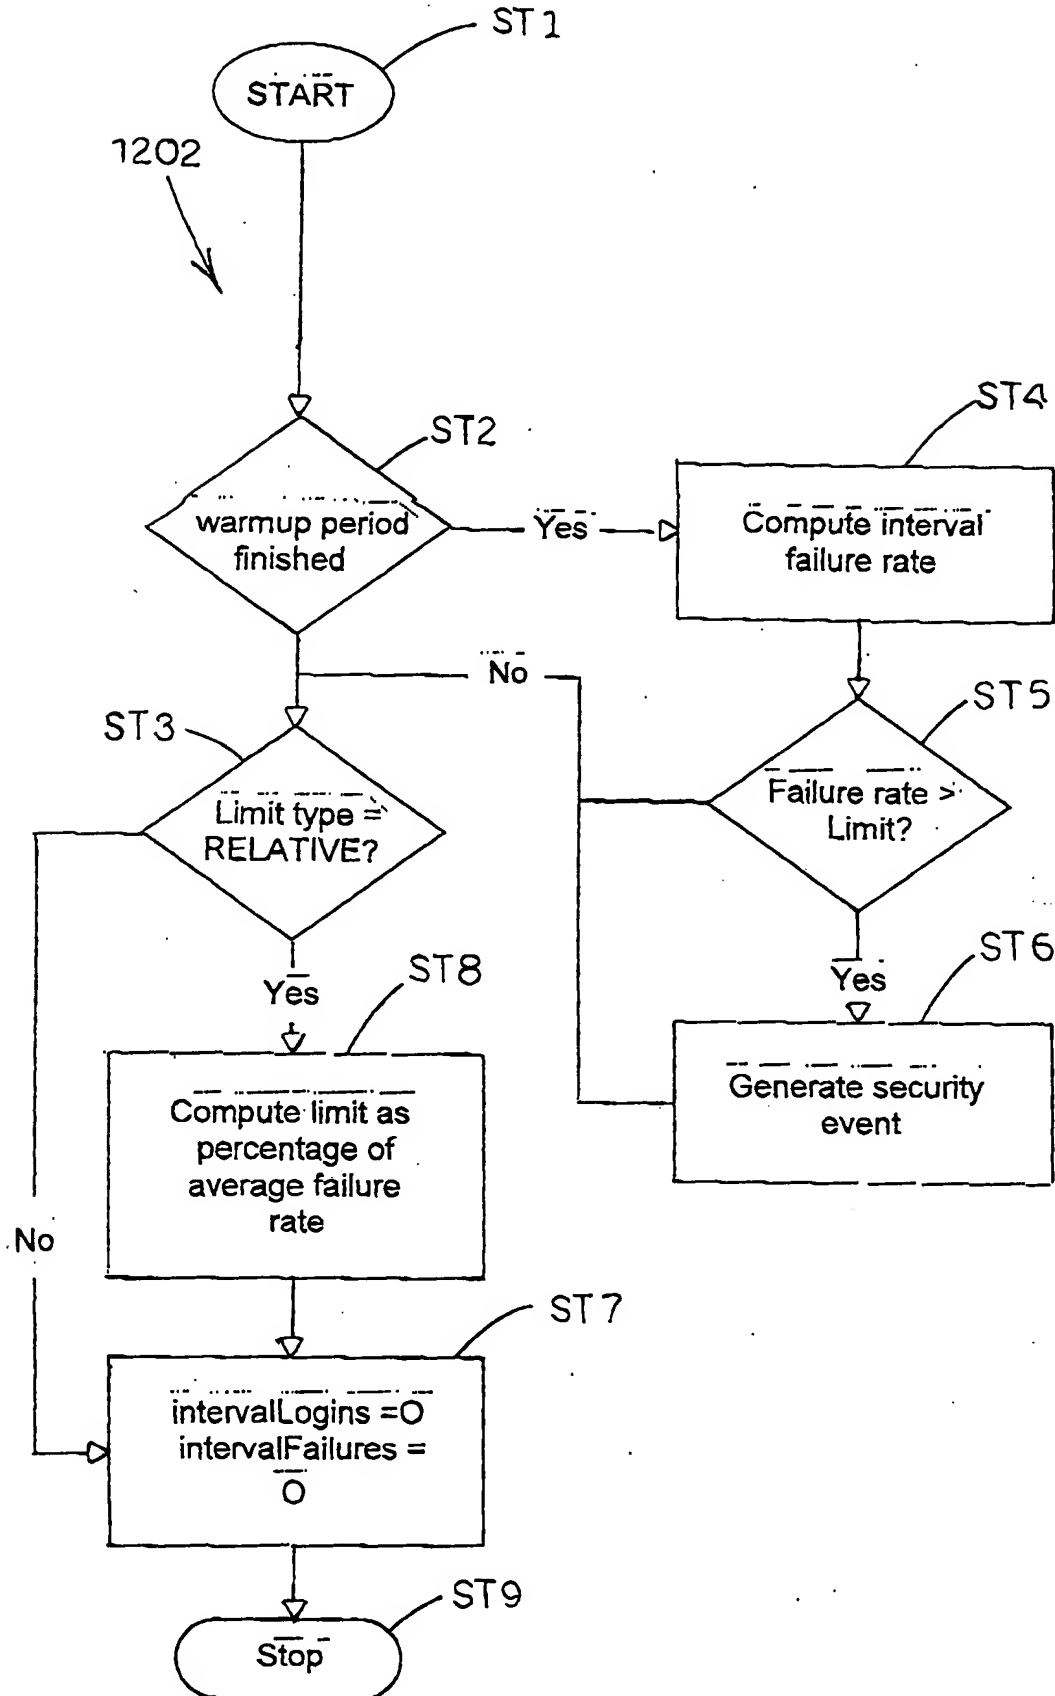 ST1
START
1202
ST2
warmup period
finished
Yes
ST4
Compute interval
failure rate
No
ST3
Limit type =
RELATIVE?
ST5
Failure rate >
Limit?
Yes
ST8
Yes
ST6
Compute limit as
percentage of
average failure
rate
Generate security
event
No
ST7
intervalLogins =0
intervalFailures =
0
ST9
Stop